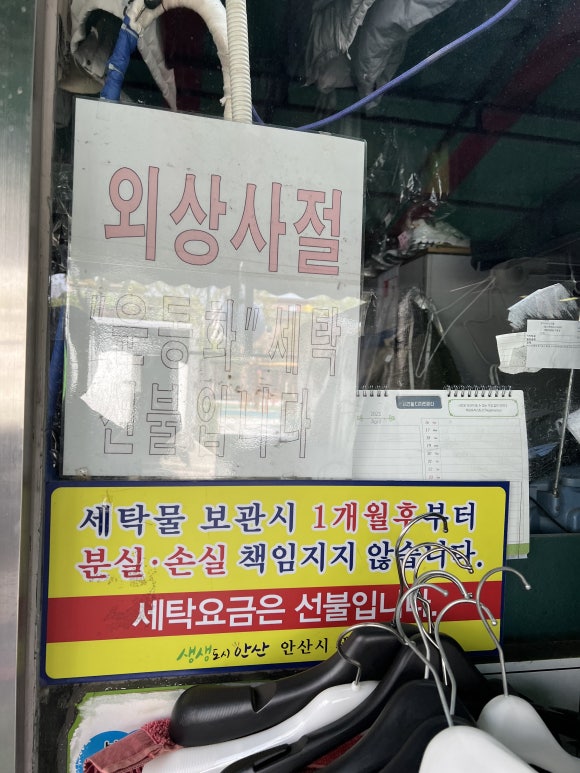 외상사절
"운동화" 세탁
선불입니다
세탁물 보관시 1개월후부터
분실·손실 책임지지 않습니다.
세탁요금은 선불입니다.
생생도시 안산 안산시